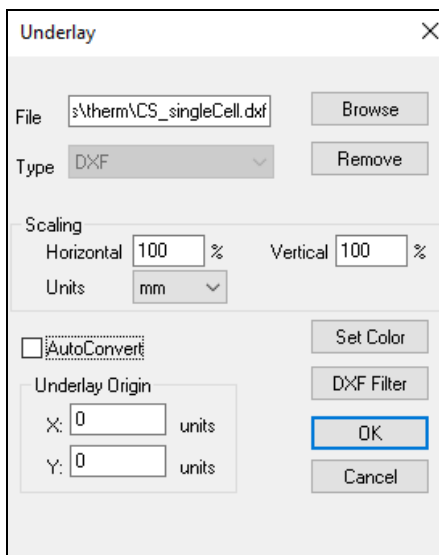 Underlay
File s\therm\CS_singleCell.dxf Browse
Type DXF Remove
Scaling
Horizontal 100 % Vertical 100 %
Units mm
AutoConvert Set Color
Underlay Origin DXF Filter
X: 0 units OK
Y: 0 units Cancel